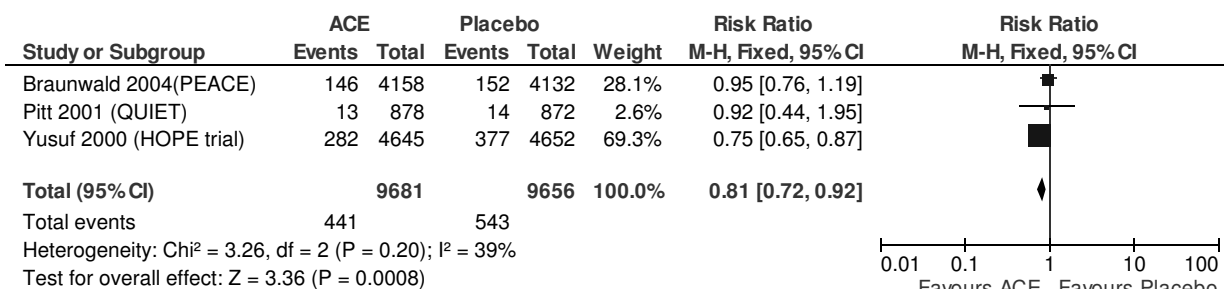 ACE Placebo Risk Ratio Risk Ratio
Study or Subgroup Events Total Events Total Weight M-H, Fixed, 95% CI M-H, Fixed, 95% CI
Braunwald 2004(PEACE) 146 4158 152 4132 28.1% 0.95 [0.76, 1.19]
Pitt 2001 (QUIET) 13 878 14 872 2.6% 0.92 [0.44, 1.95]
Yusuf 2000 (HOPE trial) 282 4645 377 4652 69.3% 0.75 [0.65, 0.87]
Total (95% CI) 9681 9656 100.0% 0.81 [0.72, 0.92]
Total events 441 543
Heterogeneity: Chi² = 3.26, df = 2 (P = 0.20); I² = 39%
Test for overall effect: Z = 3.36 (P = 0.0008)
0.01 0.1 1 10 100
Favours ACE Favours Placebo